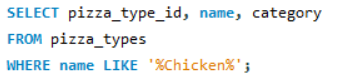 SELECT pizza_type_id, name, category
FROM pizza_types
WHERE name LIKE '%Chicken%';